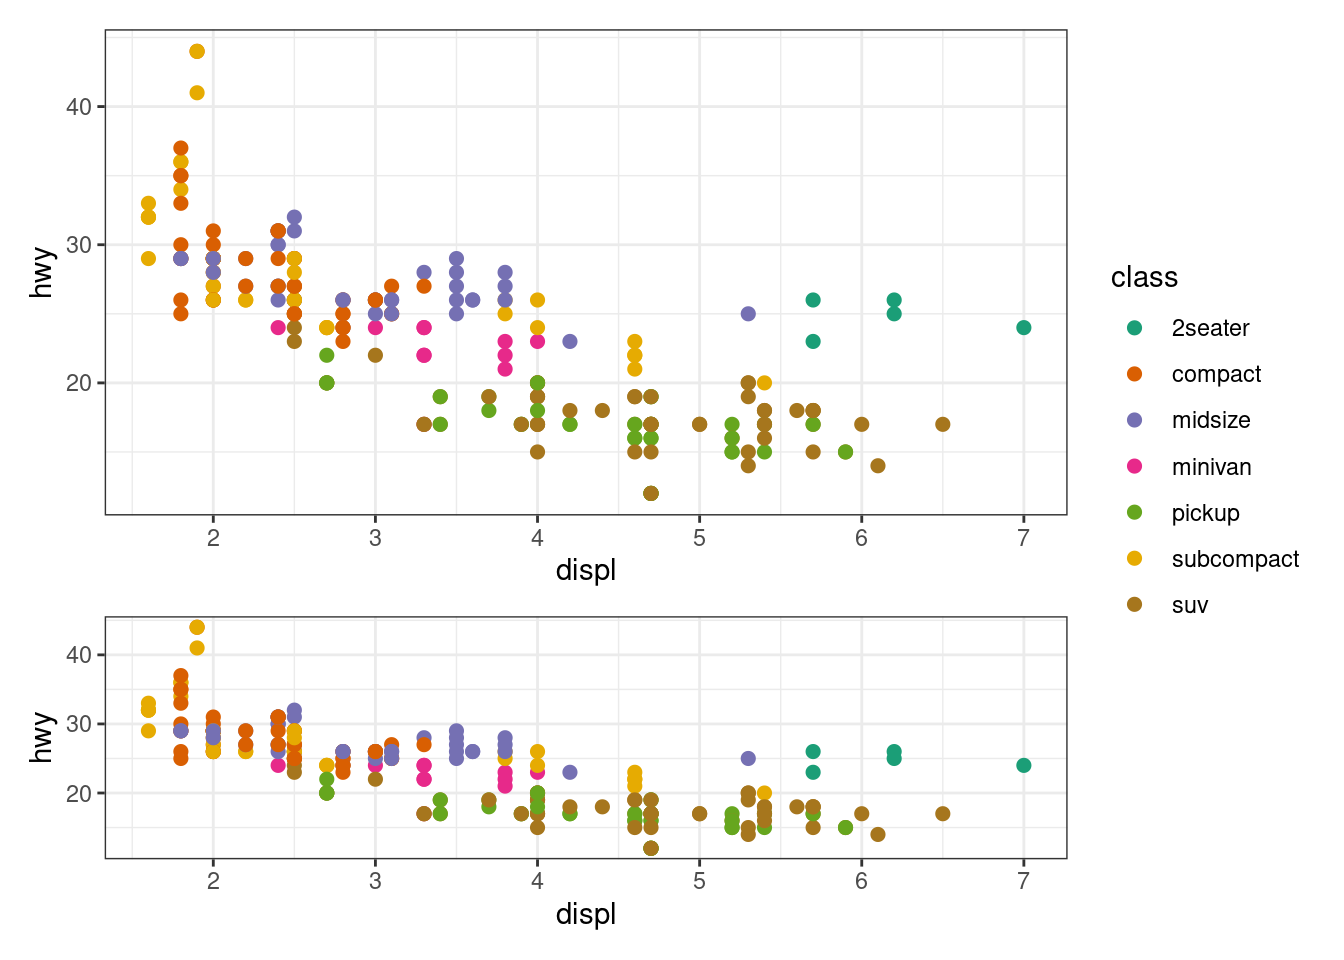 40
30
20
hwy
2 3 4 5 6 7
displ
40
30
20
hwy
2 3 4 5 6 7
displ
class
2seater
compact
midsize
minivan
pickup
subcompact
suv